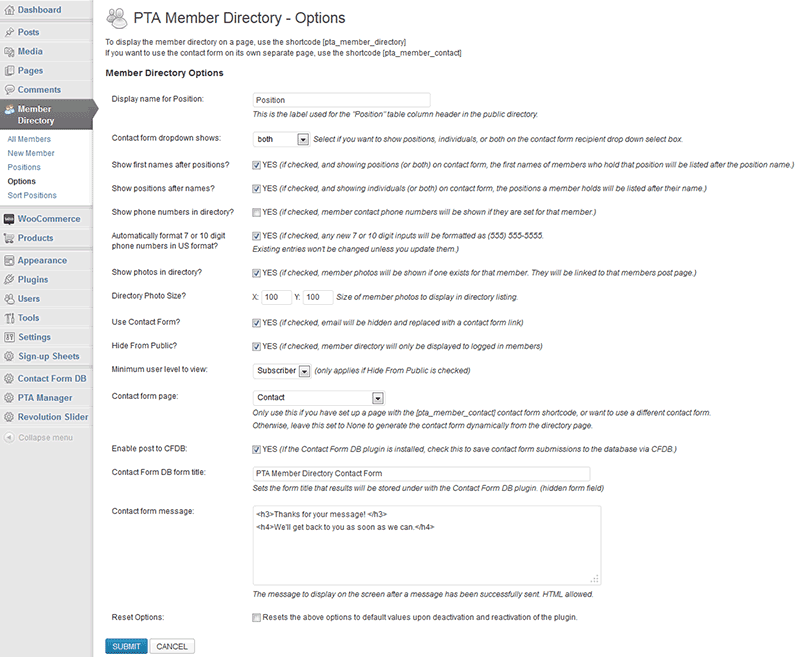 Dashboard
Posts
Media
Pages
Comments
Member
Directory
All Members
New Member
Positions
Options
Sort Positions
WooCommerce
Products
Appearance
Plugins
Users
Tools
Settings
Sign-up Sheets
Contact Form DB
PTA Manager
Revolution Slider
Collapse menu
PTA Member Directory - Options
To display the member directory on a page, use the shortcode [pta_member_directory]
If you want to use the contact form on its own separate page, use the shortcode [pta_member_contact]
Member Directory Options
Display name for Position:
Position
This is the label used for the "Position" table column header in the public directory.
Contact form dropdown shows:
both
Select if you want to show positions, individuals, or both on the contact form recipient drop down select box.
Show first names after positions?
YES (if checked, and showing positions (or both) on contact form, the first names of members who hold that position will be listed after the position name.)
Show positions after names?
YES (if checked, and showing individuals (or both) on contact form, the positions a member holds will be listed after their name.)
Show phone numbers in directory?
YES (if checked, member contact phone numbers will be shown if they are set for that member.)
Automatically format 7 or 10 digit
phone numbers in US format?
YES (if checked, any new 7 or 10 digit inputs will be formatted as (555) 555-5555.
Existing entries won't be changed unless you update them.)
Show photos in directory?
YES (if checked, member photos will be shown if one exists for that member. They will be linked to that members post page.)
Directory Photo Size?
X: 100 Y: 100 Size of member photos to display in directory listing.
Use Contact Form?
YES (if checked, email will be hidden and replaced with a contact form link)
Hide From Public?
YES (if checked, member directory will only be displayed to logged in members)
Minimum user level to view:
Subscriber
(only applies if Hide From Public is checked)
Contact form page:
Contact
Only use this if you have set up a page with the [pta_member_contact] contact form shortcode, or want to use a different contact form.
Otherwise, leave this set to None to generate the contact form dynamically from the directory page.
Enable post to CFDB:
YES (If the Contact Form DB plugin is installed, check this to save contact form submissions to the database via CFDB.)
Contact Form DB form title:
PTA Member Directory Contact Form
Sets the form title that results will be stored under with the Contact Form DB plugin. (hidden form field)
Contact form message:
<h3>Thanks for your message! </h3>
<h4>We'll get back to you as soon as we can.</h4>
The message to display on the screen after a message has been successfully sent. HTML allowed.
Reset Options:
Resets the above options to default values upon deactivation and reactivation of the plugin.
SUBMIT
CANCEL